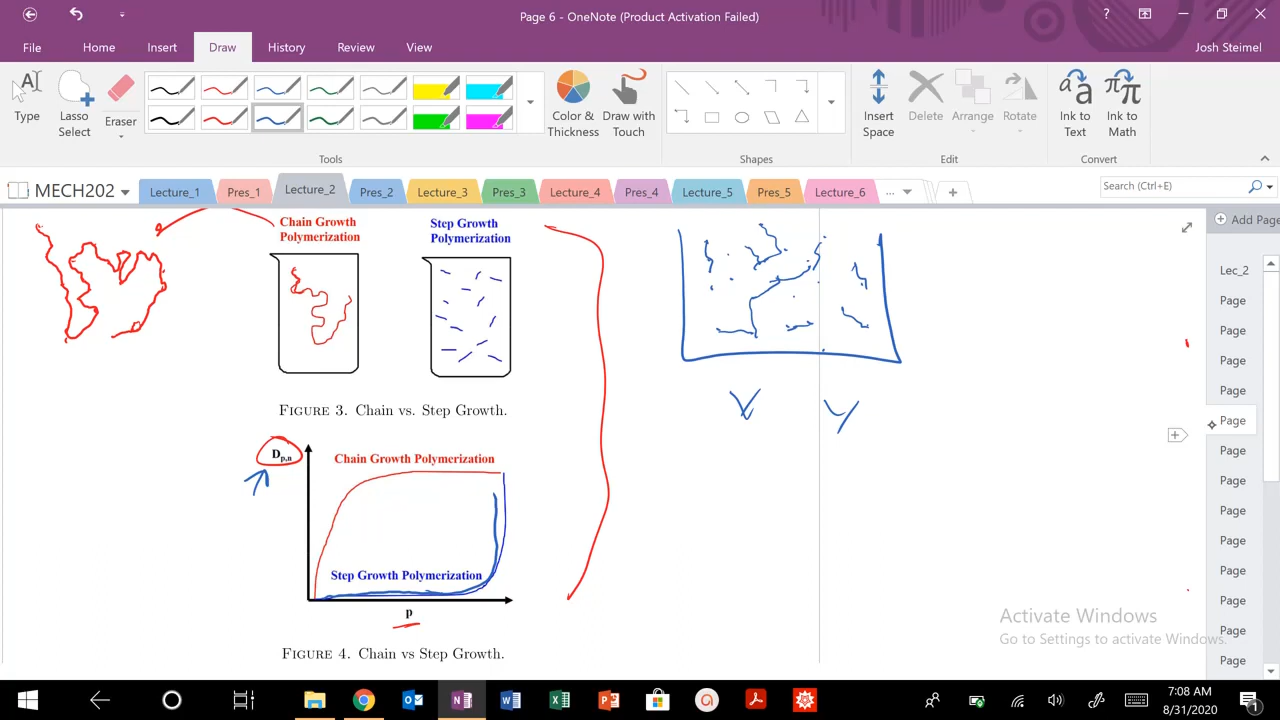 Page 6 - OneNote (Product Activation Failed)
?
File Home Insert Draw History Review View Josh Steimel
Type
Lasso Select
Eraser
Color & Thickness
Draw with Touch
Insert Space
Delete
Arrange
Rotate
Ink to Text
Ink to Math
Tools Shapes Edit Convert
MECH202 Lecture_1 Pres_1 Lecture_2 Pres_2 Lecture_3 Pres_3 Lecture_4 Pres_4 Lecture_5 Pres_5 Lecture_6 ... Search (Ctrl+E)
Add Page
Chain Growth
Polymerization
Step Growth
Polymerization
FIGURE 3. Chain vs. Step Growth.
Dp,n
Chain Growth Polymerization
Step Growth Polymerization
p
FIGURE 4. Chain vs Step Growth.
Lec_2
Page
Page
Page
Page
Page
Page
Page
Page
Page
Page
Page
Page
Page
Activate Windows
Go to Settings to activate Windows.
7:08 AM
8/31/2020